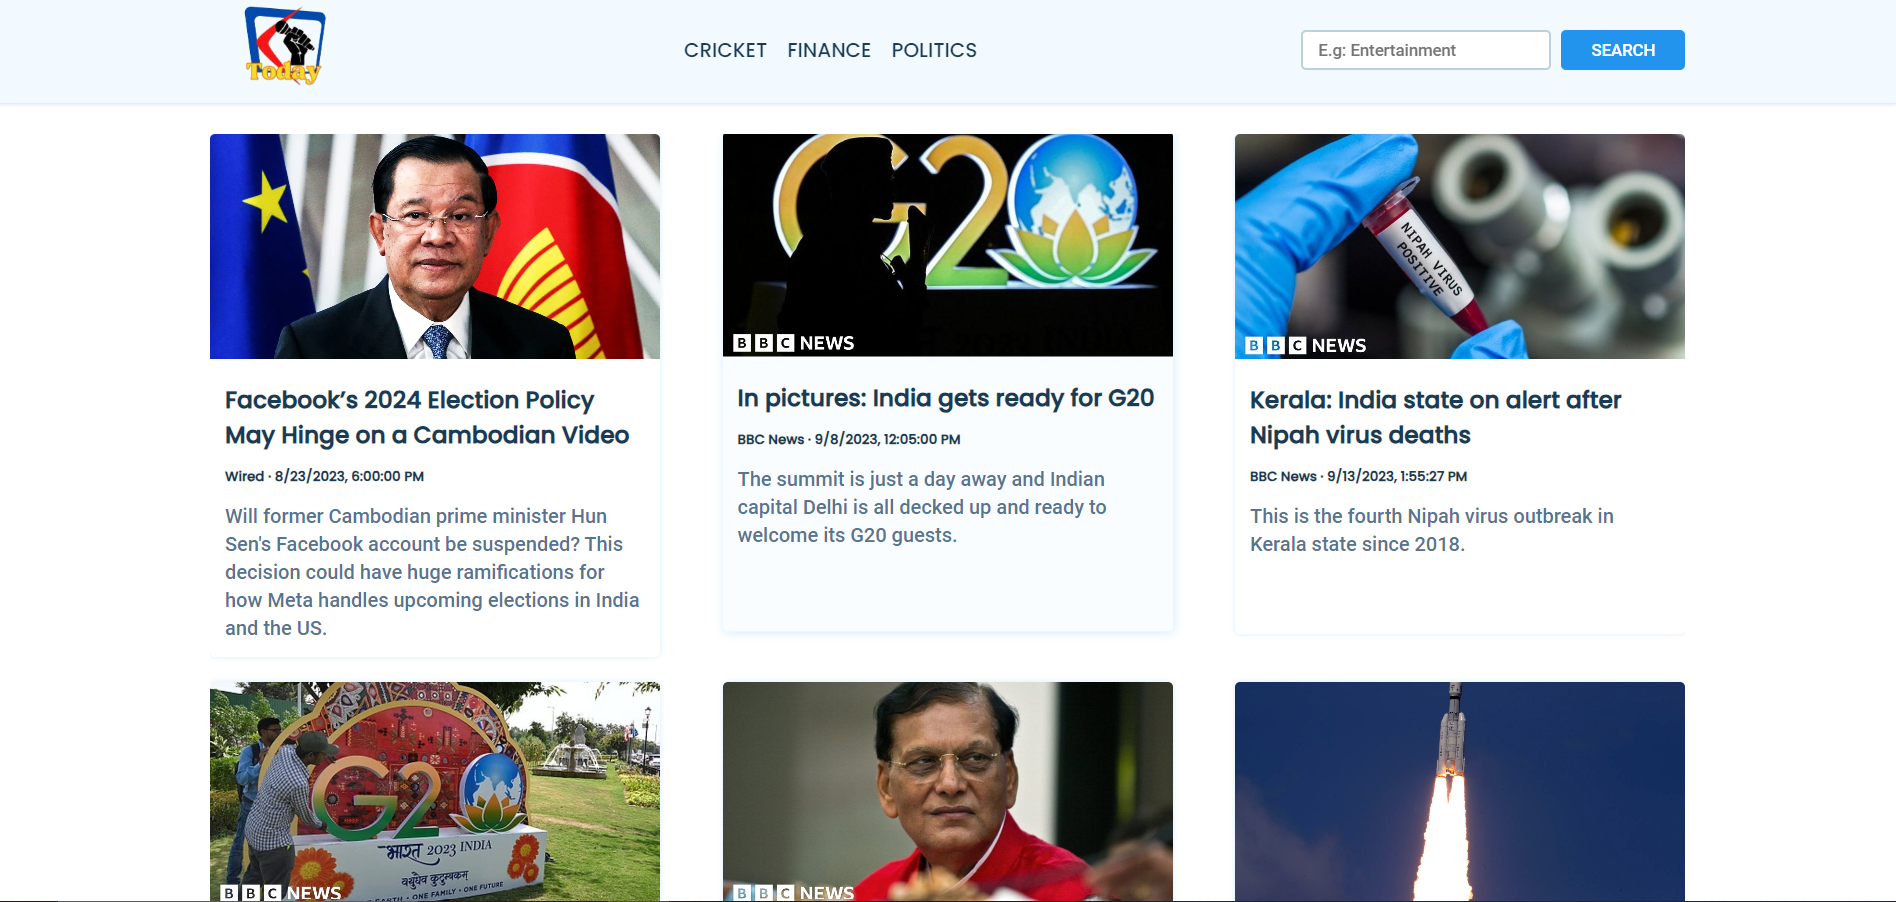 Today
CRICKET FINANCE POLITICS
E.g: Entertainment
SEARCH
G20
BBC NEWS
NIPAH VIRUS
POSITIVE
BBC NEWS
Facebook’s 2024 Election Policy
May Hinge on a Cambodian Video
Wired · 8/23/2023, 6:00:00 PM
Will former Cambodian prime minister Hun
Sen's Facebook account be suspended? This
decision could have huge ramifications for
how Meta handles upcoming elections in India
and the US.
In pictures: India gets ready for G20
BBC News · 9/8/2023, 12:05:00 PM
The summit is just a day away and Indian
capital Delhi is all decked up and ready to
welcome its G20 guests.
Kerala: India state on alert after
Nipah virus deaths
BBC News · 9/13/2023, 1:55:27 PM
This is the fourth Nipah virus outbreak in
Kerala state since 2018.
G20
भारत 2023 INDIA
वसुधैव कुटुम्बकम्
EARTH · ONE FAMILY · ONE FUTURE
BBC NEWS
BBC NEWS